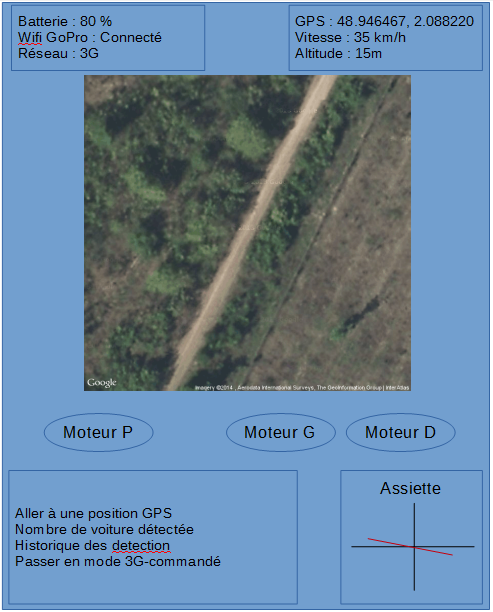 Batterie : 80 %
Wifi GoPro : Connecté
Réseau : 3G
GPS : 48.946467, 2.088220
Vitesse : 35 km/h
Altitude : 15m
Google
Imagery ©2014 , Aerodata International Surveys, The GeoInformation Group | InterAtlas
Moteur P
Moteur G
Moteur D
Aller à une position GPS
Nombre de voiture détectée
Historique des detection
Passer en mode 3G-commandé
Assiette